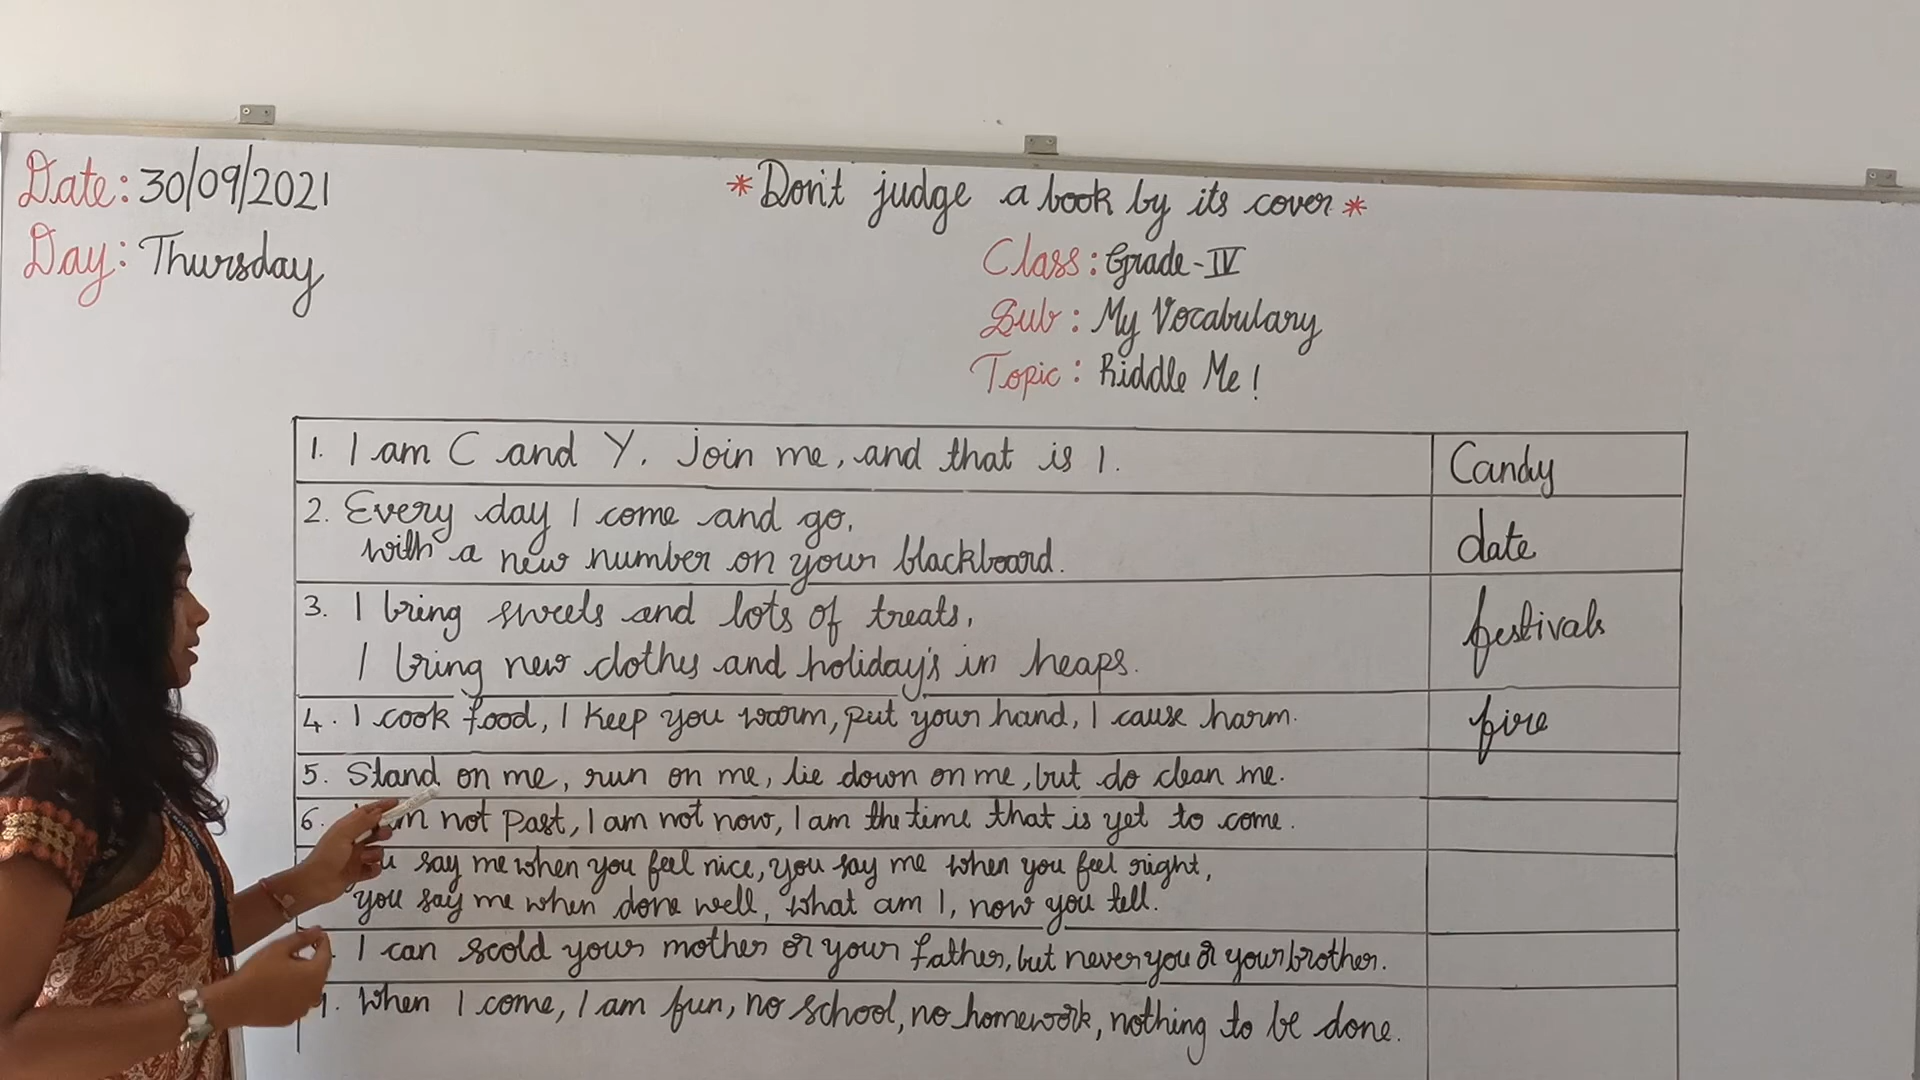 Date: 30/09/2021
Day: Thursday
*Don't judge a book by its cover*
Class: Grade-IV
Sub: My Vocabulary
Topic: Riddle Me!
1. I am C and Y. Join me, and that is 1.
Candy
2. Every day I come and go,
with a new number on your blackboard.
date
3. I bring sweets and lots of treats,
I bring new clothes and holiday's in heaps.
festivals
4. I cook food, I keep you warm, put your hand, I cause harm.
fire
5. Stand on me, run on me, lie down on me, but do clean me.
6. not past, I am not now, I am the time that is yet to come.
say me when you feel nice, you say me when you feel right,
you say me when done well, what am I, now you tell.
I can scold your mother or your father, but never you or your brother.
9. When I come, I am fun, no school, no homework, nothing to be done.